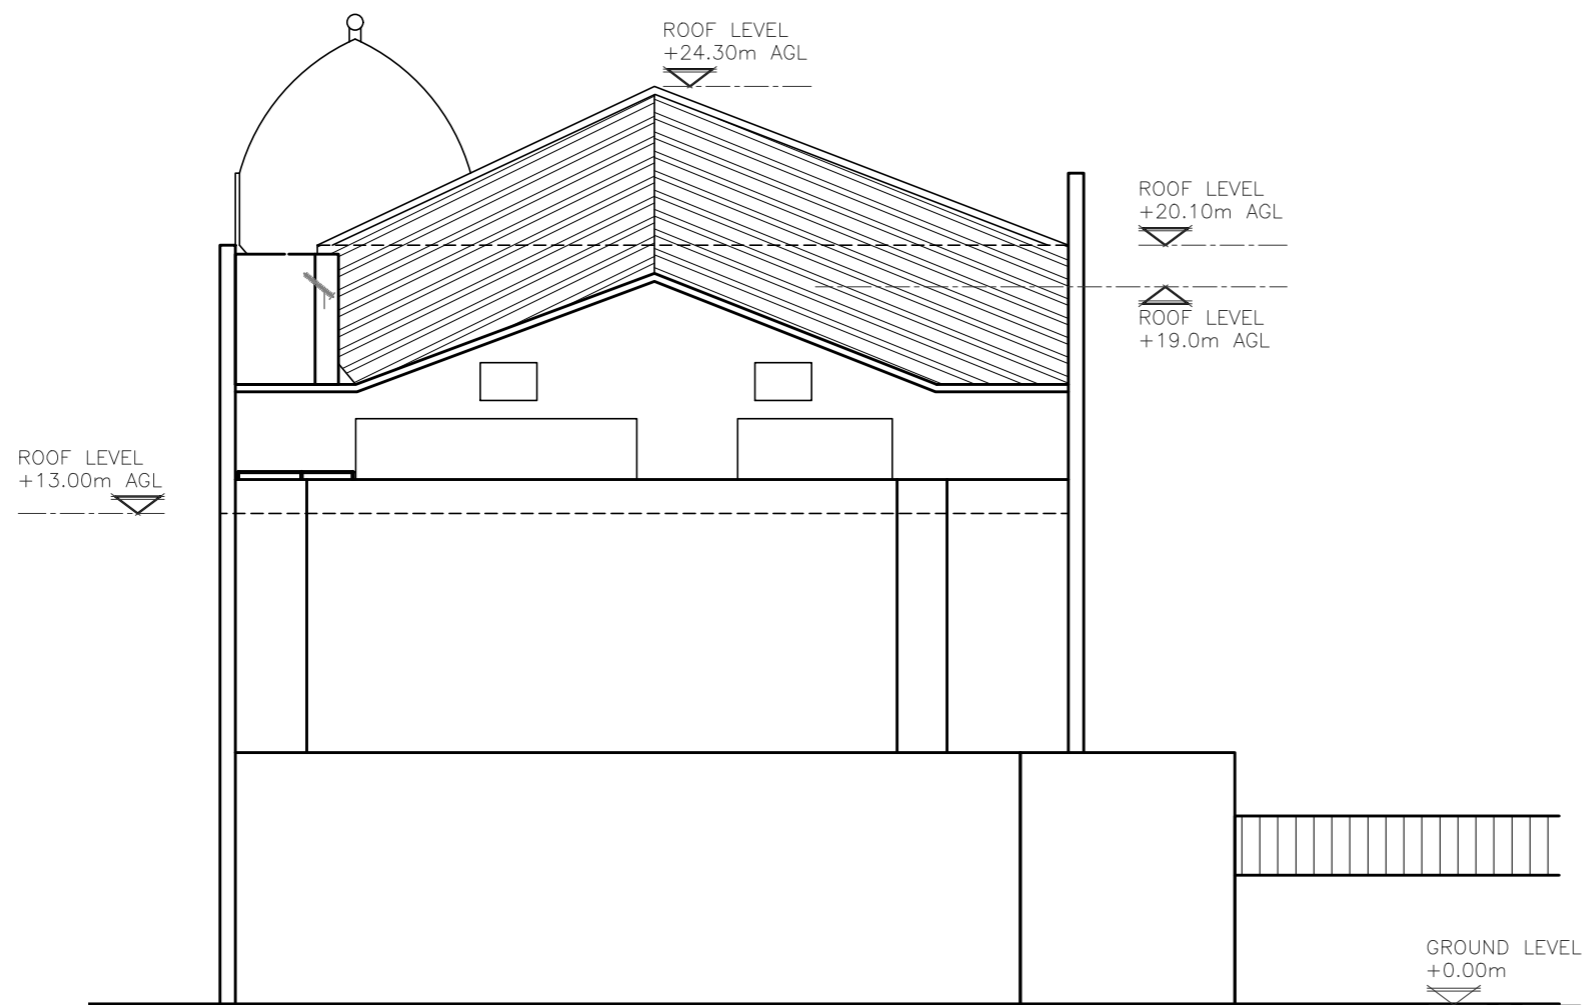 ROOF LEVEL
+24.30m AGL
ROOF LEVEL
+20.10m AGL
ROOF LEVEL
+19.0m AGL
ROOF LEVEL
+13.00m AGL
GROUND LEVEL
+0.00m